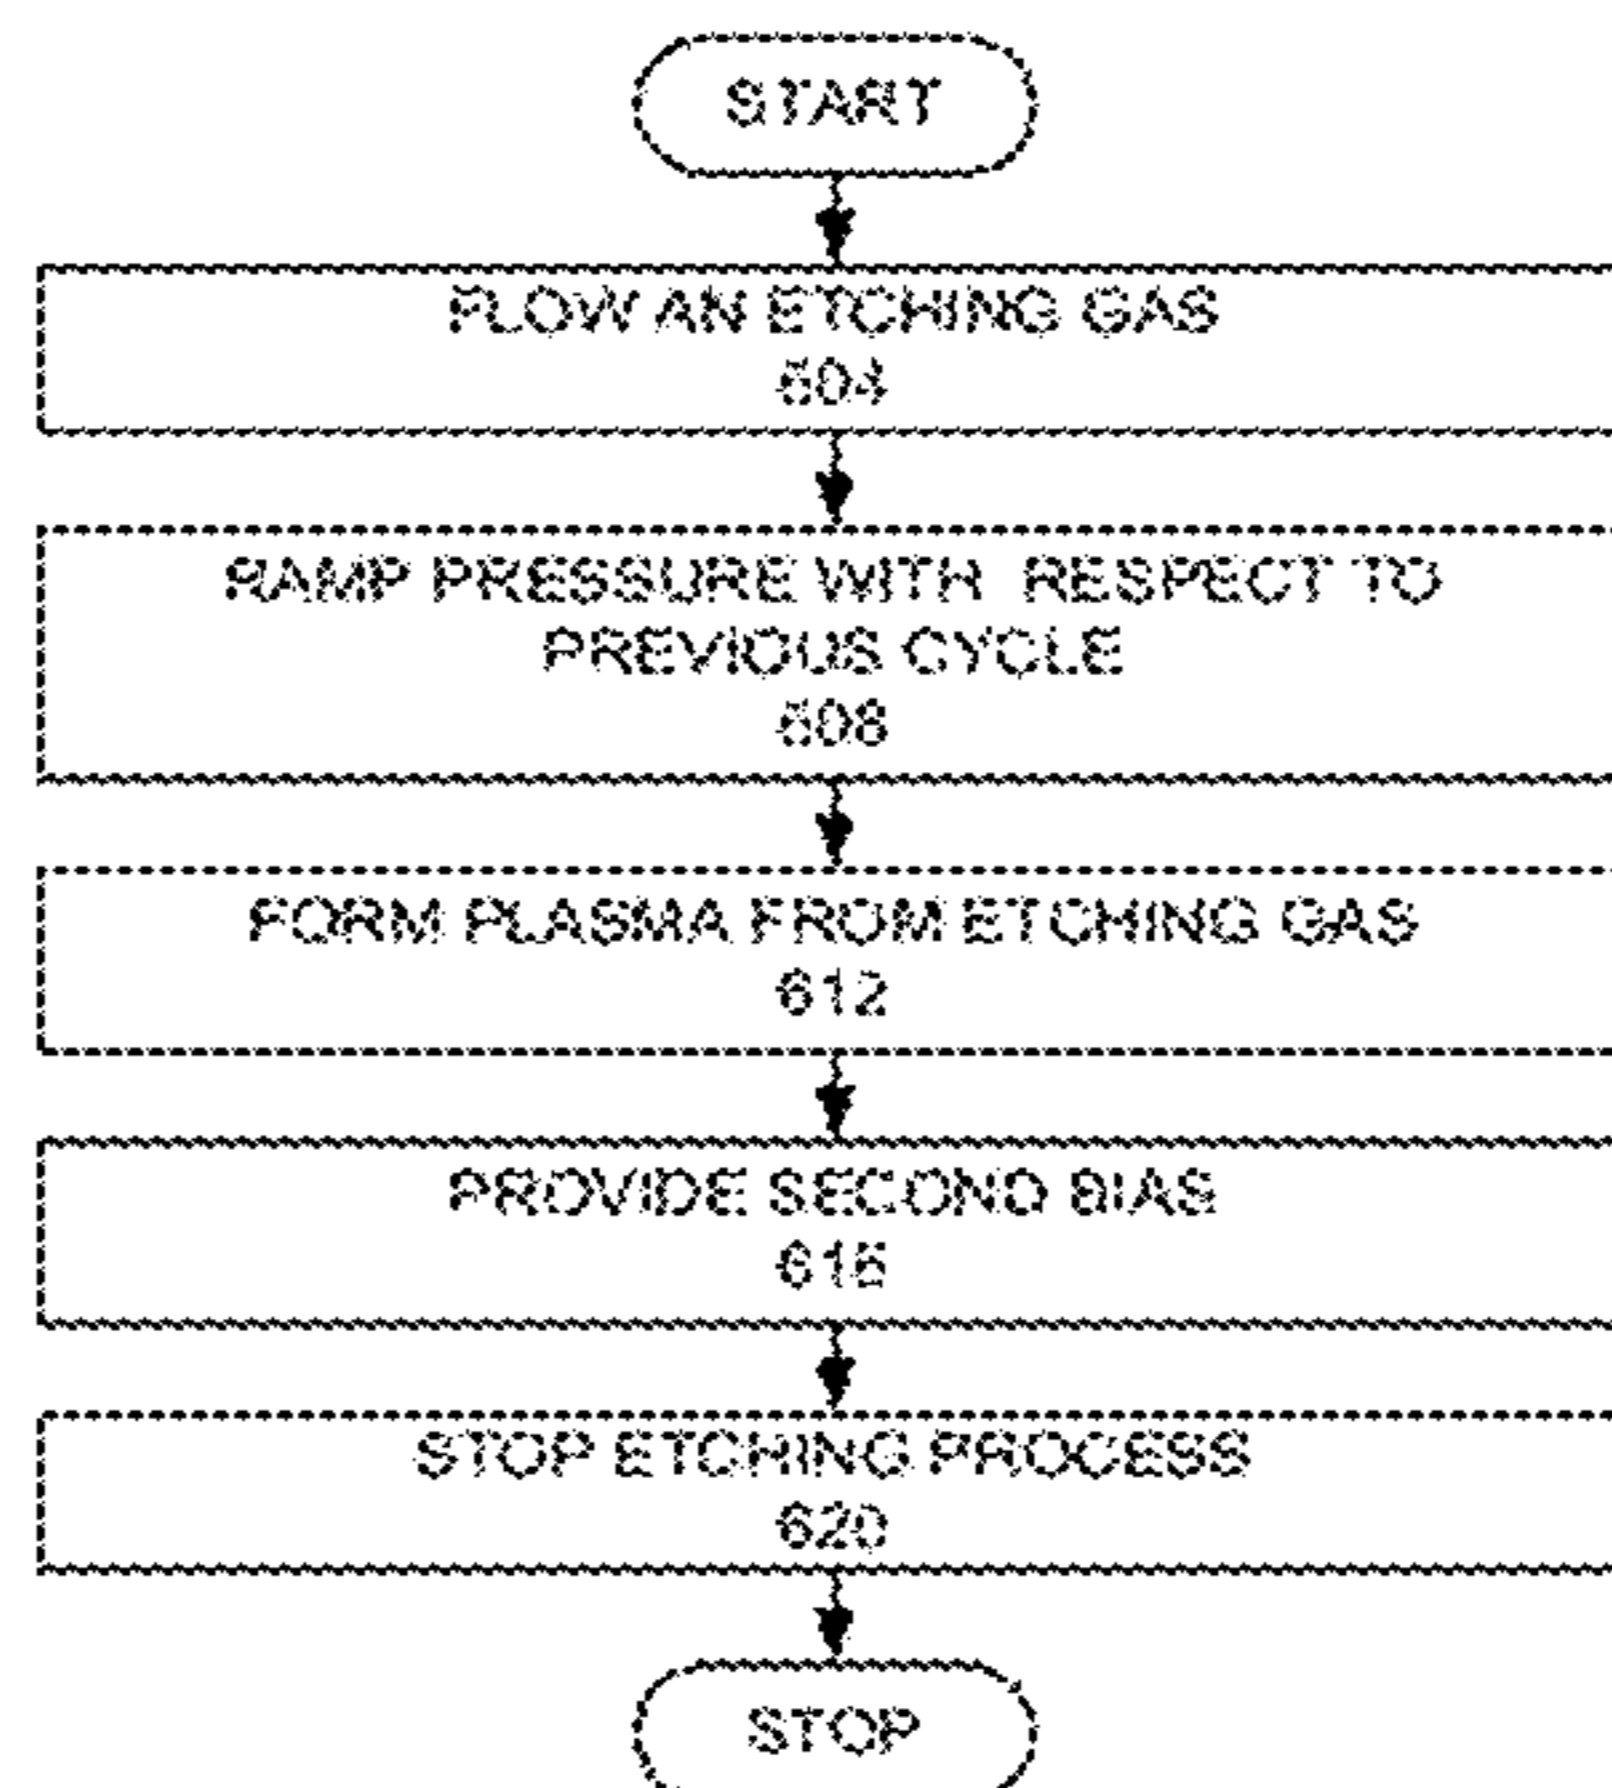 START
FLOW AN ETCHING GAS
604
RAMP PRESSURE WITH RESPECT TO
PREVIOUS CYCLE
608
FORM PLASMA FROM ETCHING GAS
612
PROVIDE SECOND BIAS
616
STOP ETCHING PROCESS
620
STOP